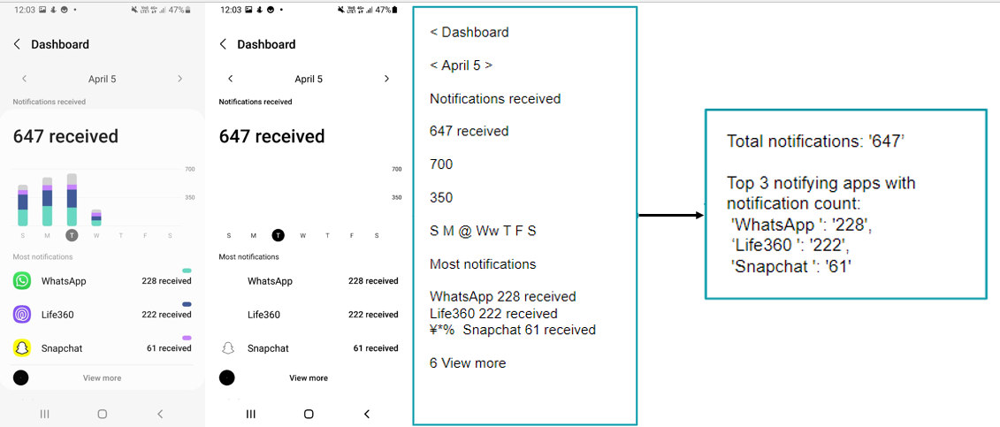 12:03 47%
Dashboard
April 5
Notifications received
647 received
700
350
S M T W T F S
Most notifications
WhatsApp 228 received
Life360 222 received
Snapchat 61 received
View more
12:03 47%
Dashboard
April 5
Notifications received
647 received
700
350
S M T W T F S
Most notifications
WhatsApp 228 received
Life360 222 received
Snapchat 61 received
View more
< Dashboard
< April 5 >
Notifications received
647 received
700
350
S M @ Ww T F S
Most notifications
WhatsApp 228 received
Life360 222 received
¥*% Snapchat 61 received
6 View more
Total notifications: '647’
Top 3 notifying apps with
notification count:
'WhatsApp ': '228',
‘Life360 ': '222',
'Snapchat ': '61'